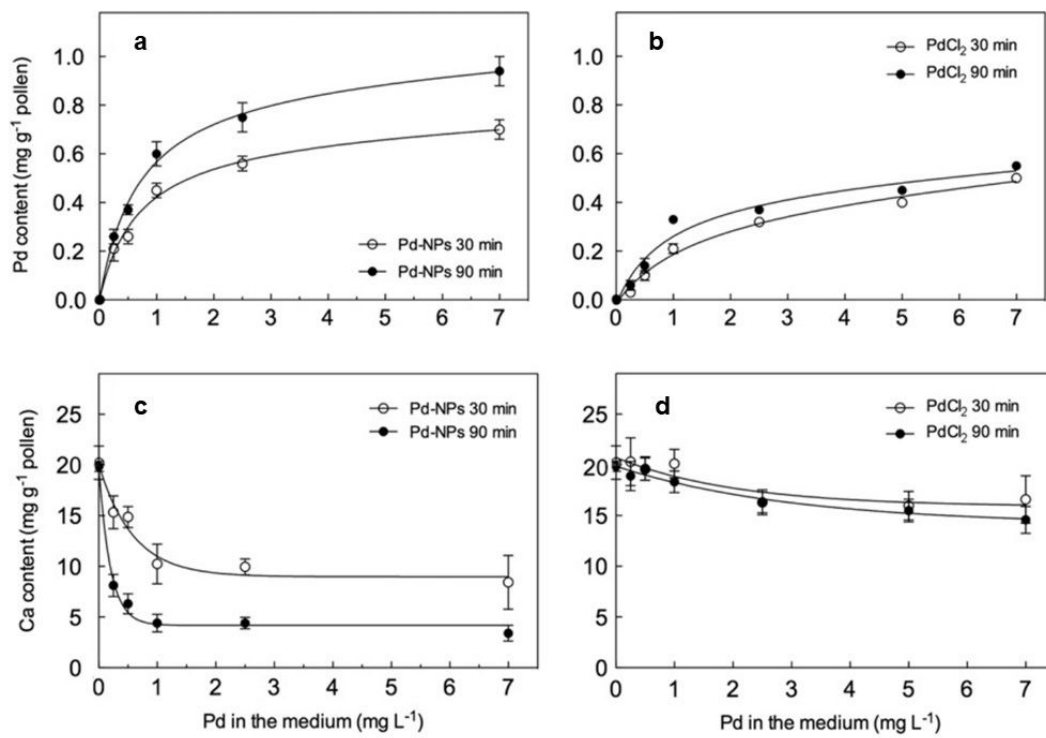 a
b
Pd content (mg g⁻¹ pollen)
1.0
0.8
0.6
0.4
0.2
0.0
Pd-NPs 30 min
Pd-NPs 90 min
0 1 2 3 4 5 6 7
1.0
0.8
0.6
0.4
0.2
0.0
PdCl₂ 30 min
PdCl₂ 90 min
0 1 2 3 4 5 6 7
c
d
Ca content (mg g⁻¹ pollen)
25
20
15
10
5
0
Pd-NPs 30 min
Pd-NPs 90 min
0 1 2 3 4 5 6 7
Pd in the medium (mg L⁻¹)
25
20
15
10
5
0
PdCl₂ 30 min
PdCl₂ 90 min
0 1 2 3 4 5 6 7
Pd in the medium (mg L⁻¹)